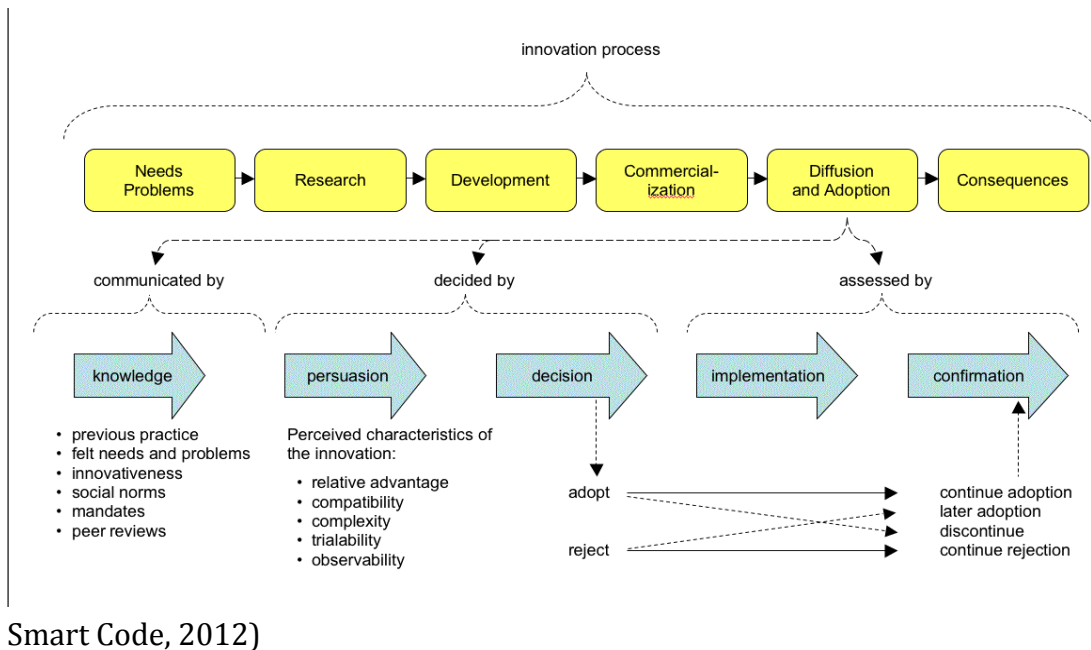 innovation process
Needs
Problems
Research
Development
Commercial-
ization
Diffusion
and Adoption
Consequences
communicated by
decided by
assessed by
knowledge
persuasion
decision
implementation
confirmation
• previous practice
• felt needs and problems
• innovativeness
• social norms
• mandates
• peer reviews
Perceived characteristics of
the innovation:
• relative advantage
• compatibility
• complexity
• trialability
• observability
adopt
reject
continue adoption
later adoption
discontinue
continue rejection
Smart Code, 2012)